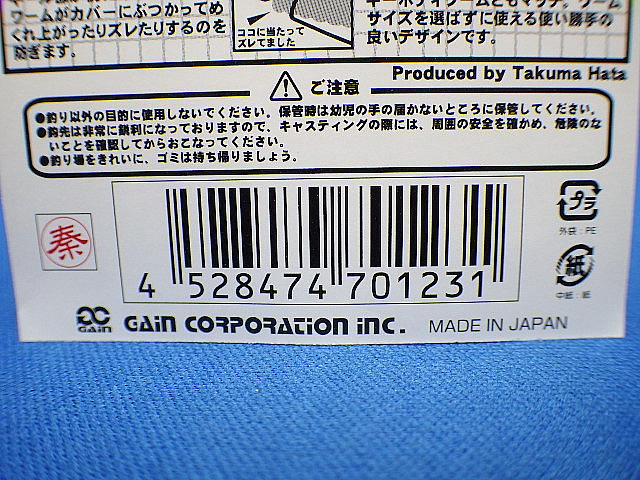 ワームがカバーにぶつかってめ
くれ上がったりズレたりするのを
防ぎます。
ココに当たって
ズレてました
サイズを選ばずに使える使い勝手の
良いデザインです。
Produced by Takuma Hata
ご注意
●釣り以外の目的に使用しないでください。保管時は幼児の手の届かないところに保管してください。
●鈎先は非常に鋭利になっておりますので、キャスティングの際には、周囲の安全を確かめ、危険のな
いことを確認してからおこなってください。
●釣り場をきれいに、ゴミは持ち帰りましょう。
秦
プラ
外袋：PE
紙
中紙：紙
4 528474 701231
GAIN
GAIN CORPORATION INC. MADE IN JAPAN